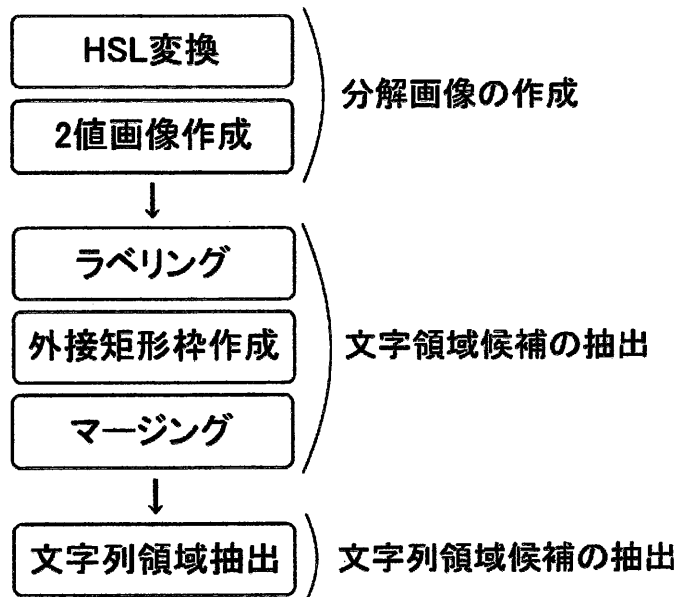 HSL変換
2値画像作成
分解画像の作成
ラベリング
外接矩形枠作成
マージング
文字領域候補の抽出
文字列領域抽出
文字列領域候補の抽出